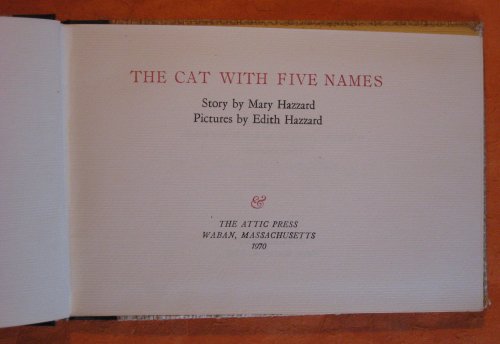 THE CAT WITH FIVE NAMES
Story by Mary Hazzard
Pictures by Edith Hazzard
&
THE ATTIC PRESS
WABAN, MASSACHUSETTS
1970